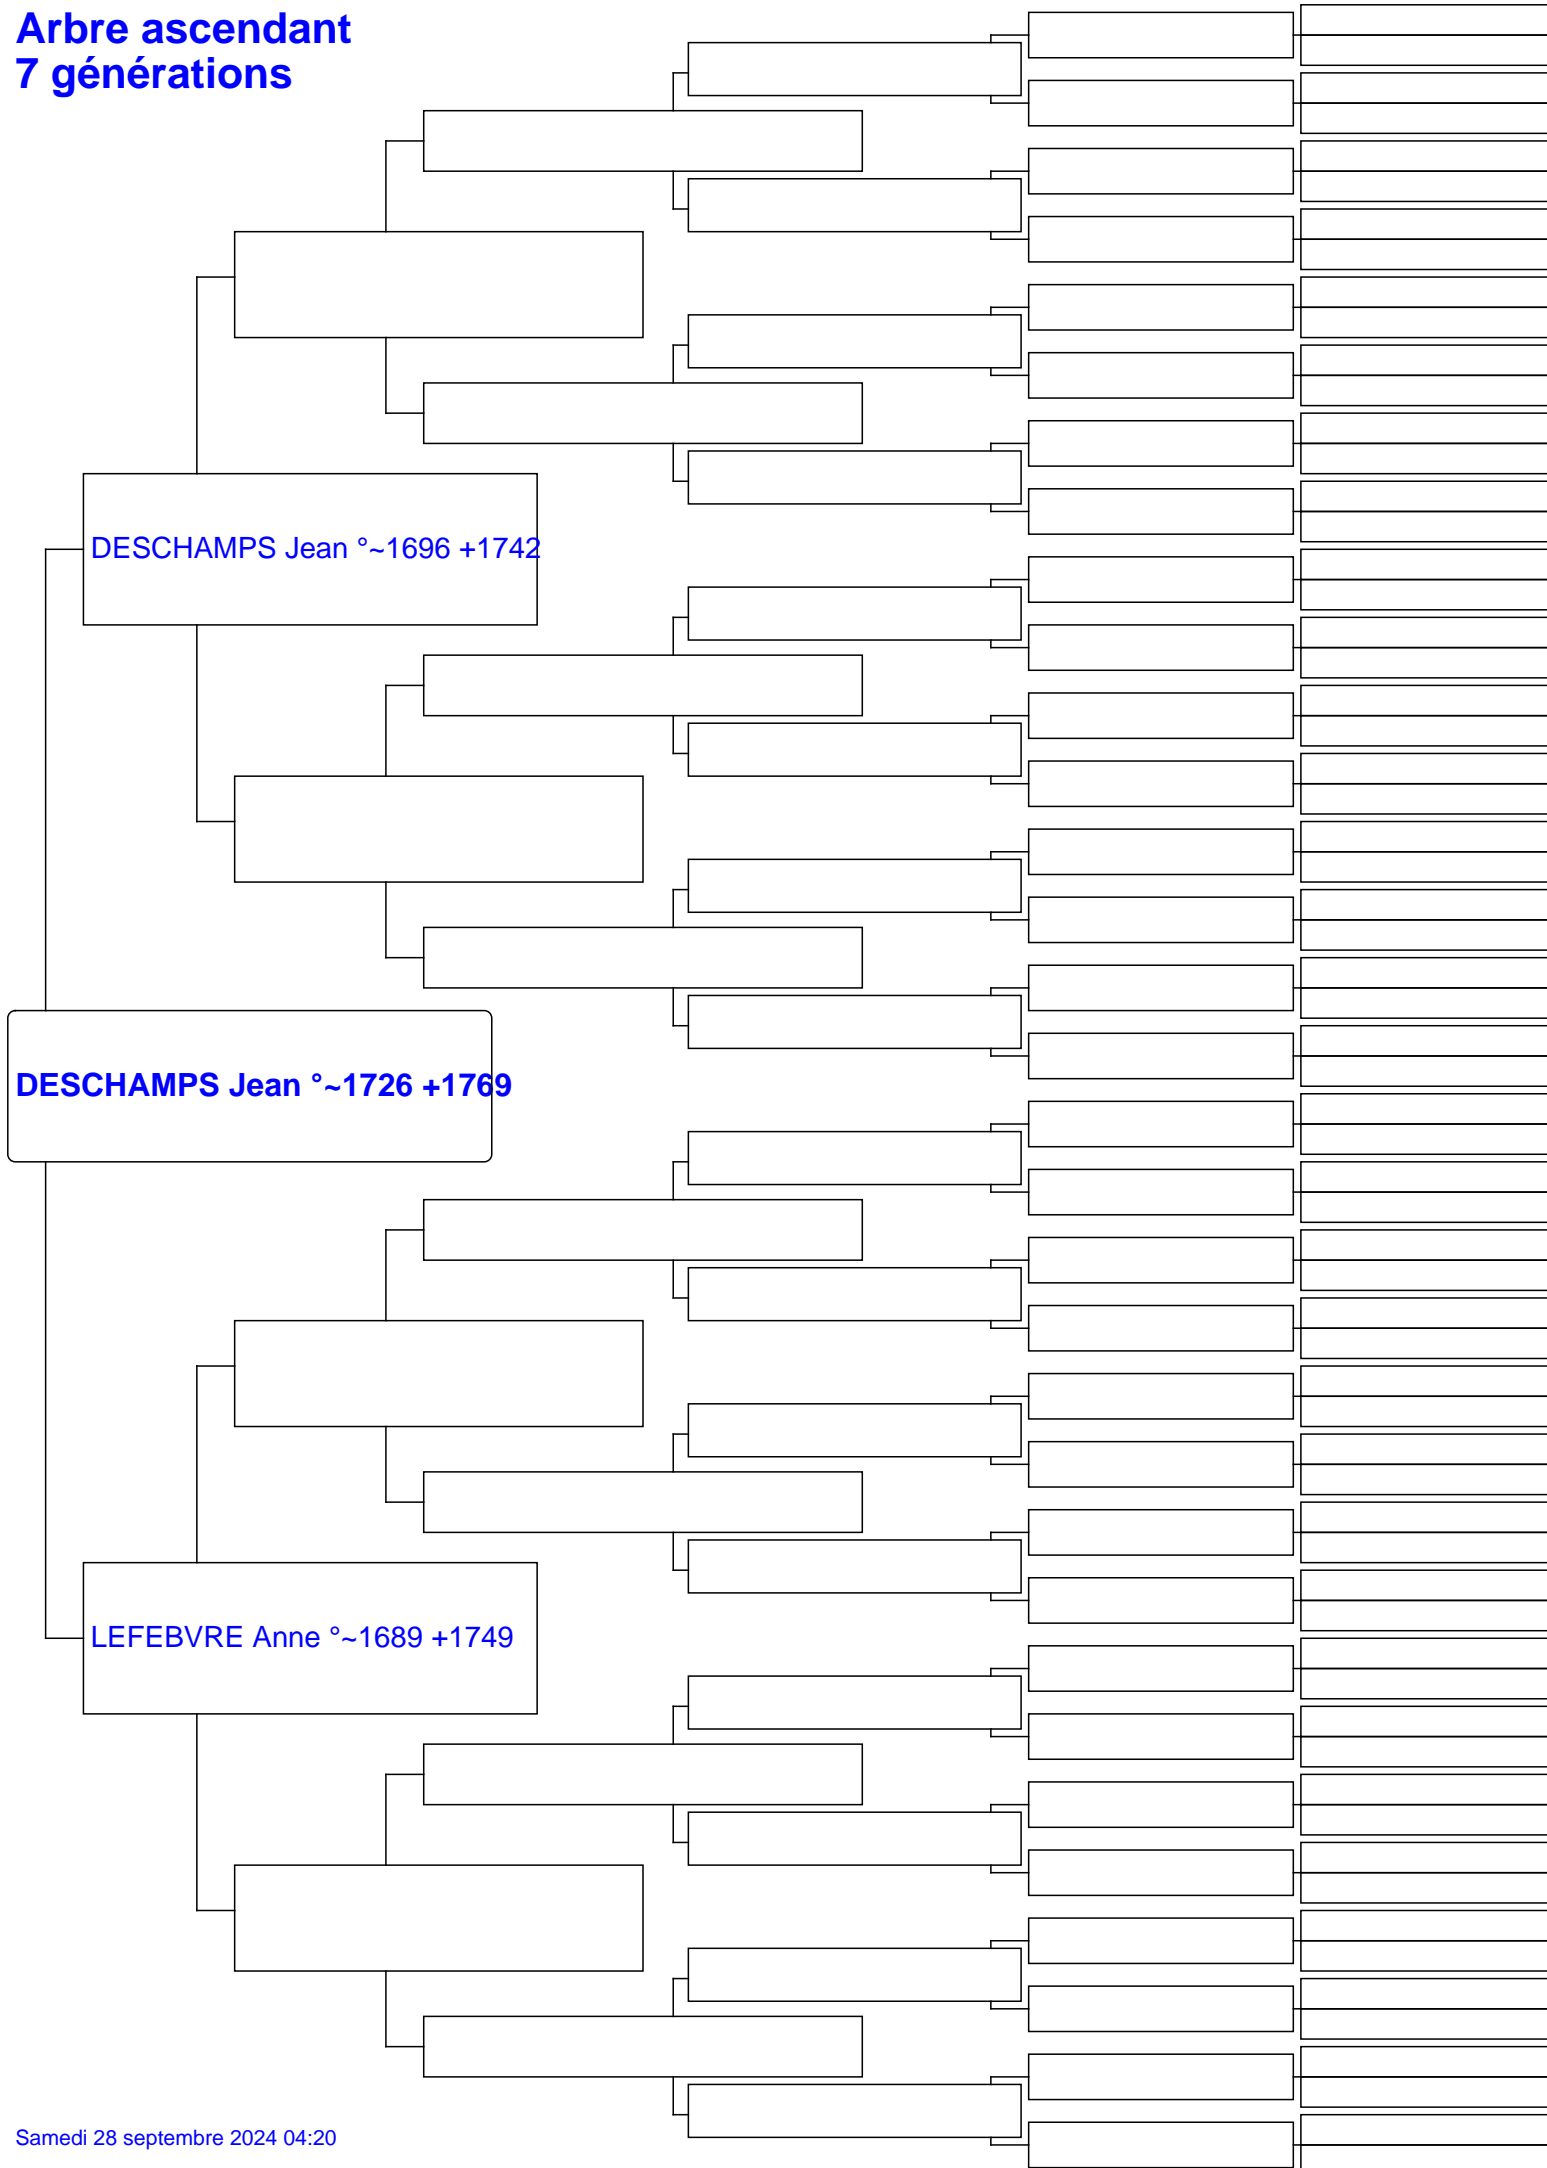 Arbre ascendant
7 générations
DESCHAMPS Jean °~1696 +1742
DESCHAMPS Jean °~1726 +1769
LEFEBVRE Anne °~1689 +1749
Samedi 28 septembre 2024 04:20